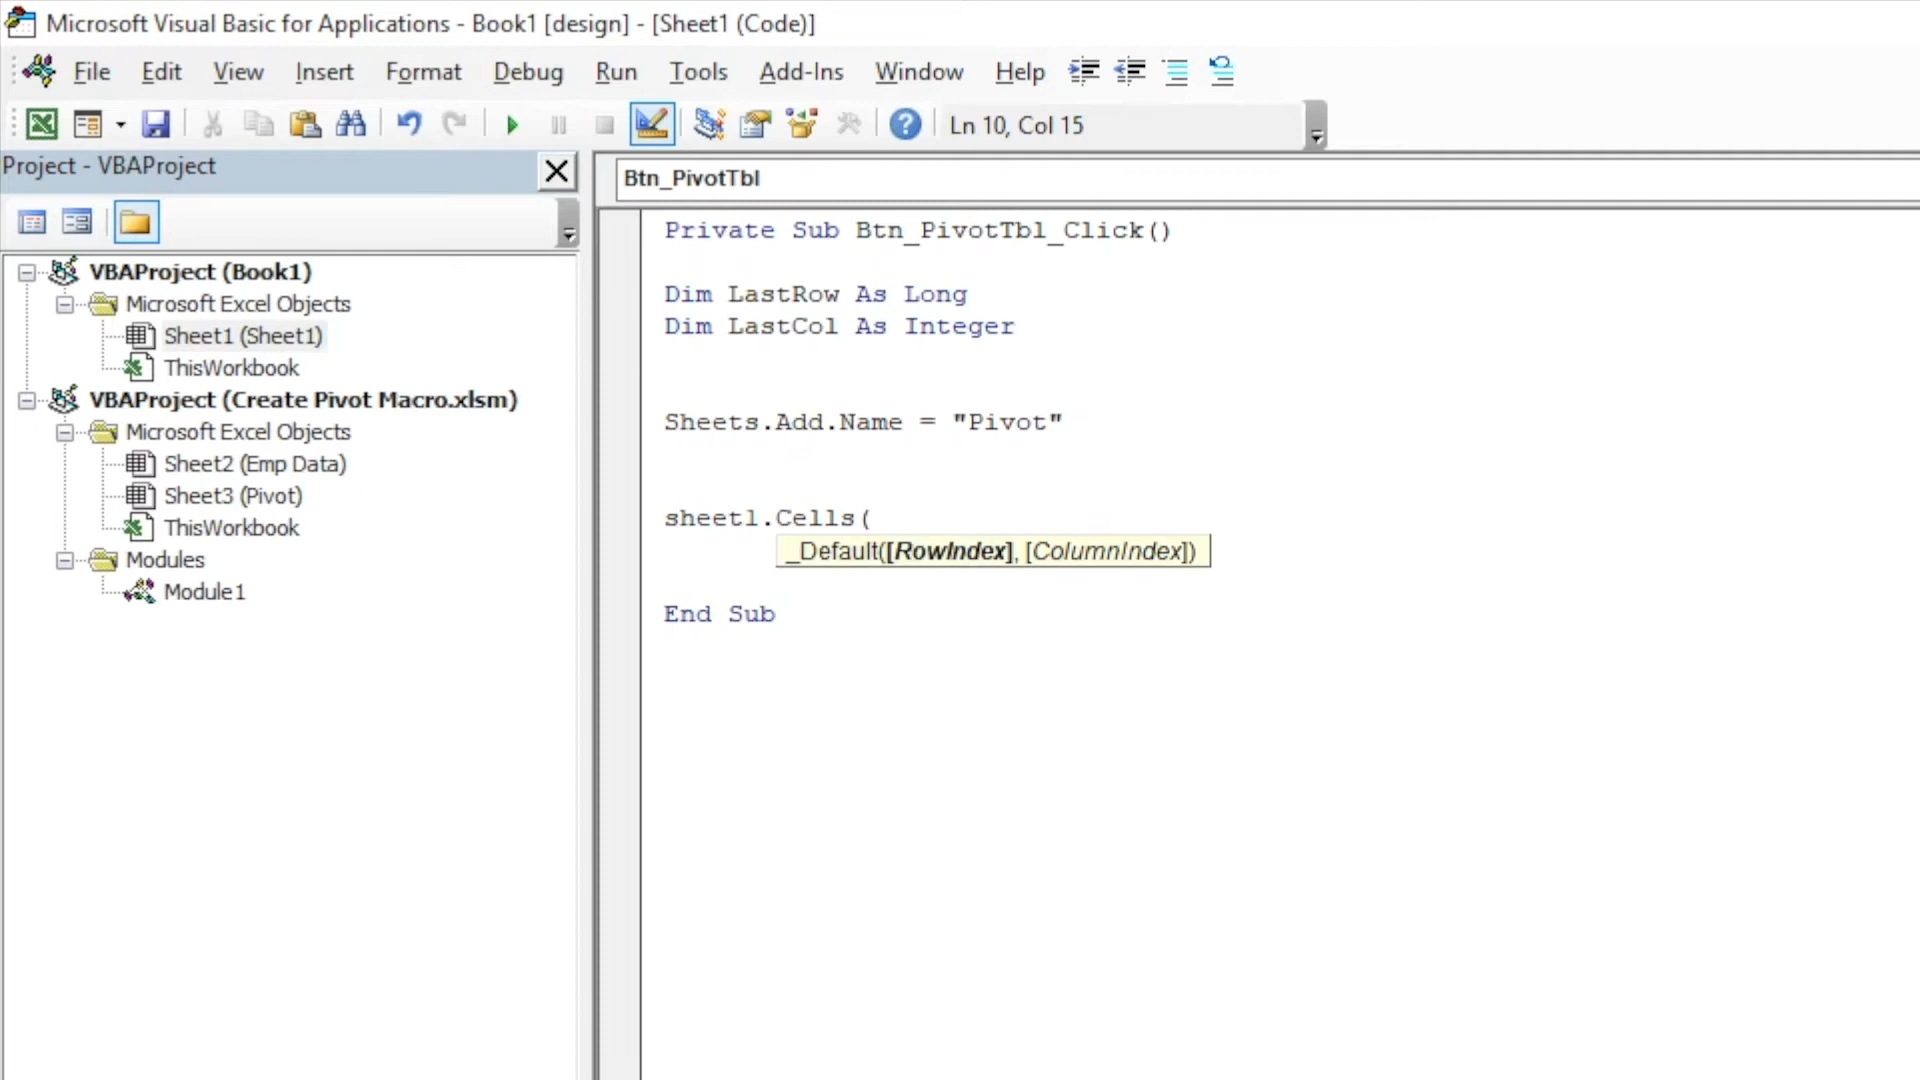 Microsoft Visual Basic for Applications - Book1 [design] - [Sheet1 (Code)]
File Edit View Insert Format Debug Run Tools Add-Ins Window Help
Ln 10, Col 15
Project - VBAProject
Btn_PivotTbl
VBAProject (Book1)
Microsoft Excel Objects
Sheet1 (Sheet1)
ThisWorkbook
VBAProject (Create Pivot Macro.xlsm)
Microsoft Excel Objects
Sheet2 (Emp Data)
Sheet3 (Pivot)
ThisWorkbook
Modules
Module1
Private Sub Btn_PivotTbl_Click()
Dim LastRow As Long
Dim LastCol As Integer
Sheets.Add.Name = "Pivot"
sheet1.Cells(
_Default([RowIndex], [ColumnIndex])
End Sub